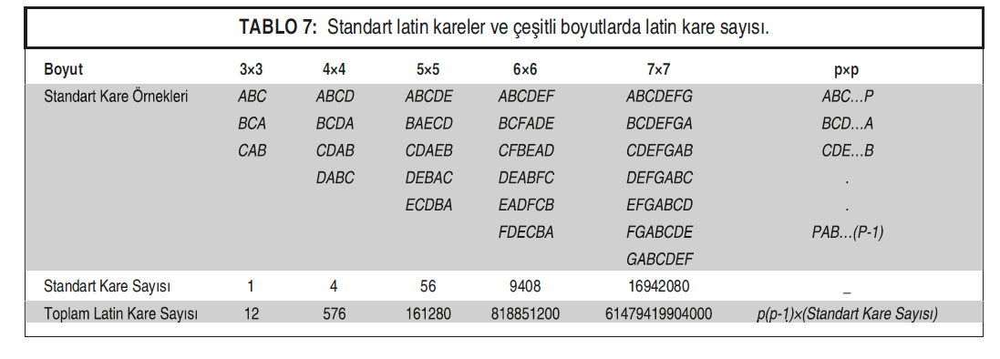 TABLO 7: Standart latin kareler ve çeşitli boyutlarda latin kare sayısı.
Boyut 3×3 4×4 5×5 6×6 7×7 p×p
Standart Kare Örnekleri ABC ABCD ABCDE ABCDEF ABCDEFG ABC…P
BCA BCDA BAECD BCFADE BCDEFGA BCD…A
CAB CDAB CDAEB CFBEAD CDEFGAB CDE…B
DABC DEBAC DEABFC DEFGABC .
ECDBA EADFCB EFGABCD .
FDECBA FGABCDE PAB…(P-1)
GABCDEF
Standart Kare Sayısı 1 4 56 9408 16942080 _
Toplam Latin Kare Sayısı 12 576 161280 818851200 61479419904000 p(p-1)×(Standart Kare Sayısı)